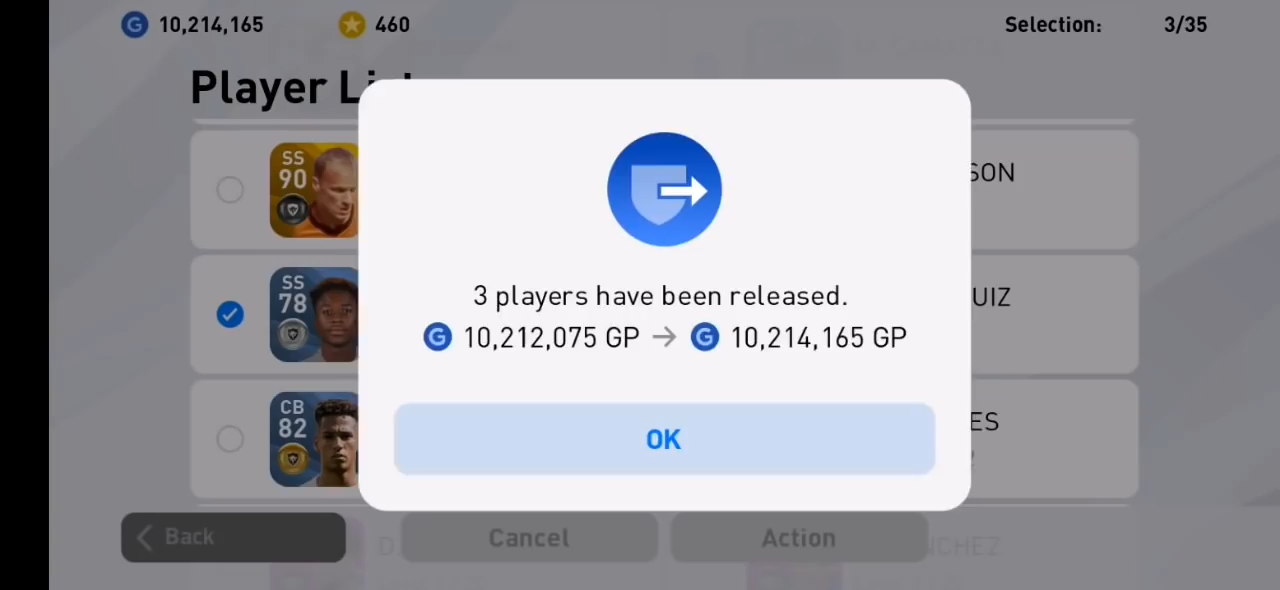 10,214,165
460
Selection: 3/35
Player Li
SS
90
SON
3 players have been released.
10,212,075 GP → 10,214,165 GP
SS
78
UIZ
CB
82
ES
OK
Back
Cancel
Action
D
NCHEZ